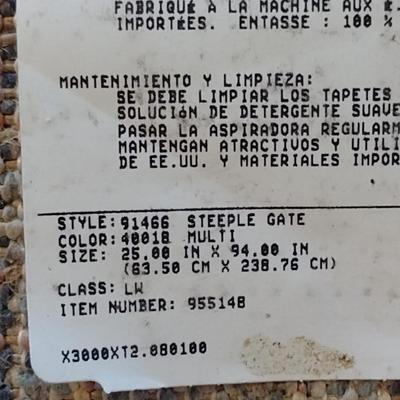 FABRIQUÉ À LA MACHINE AUX É.
IMPORTÉES. ENTASSE : 100 %
MANTENIMIENTO Y LIMPIEZA:
SE DEBE LIMPIAR LOS TAPETES
SOLUCIÓN DE DETERGENTE SUAVE
PASAR LA ASPIRADORA REGULARM
MANTENGAN ATRACTIVOS Y UTILI
DE EE.UU. Y MATERIALES IMPOR
STYLE: 91466 STEEPLE GATE
COLOR: 40018 MULTI
SIZE: 25.00 IN X 94.00 IN
(63.50 CM X 238.76 CM)
CLASS: LW
ITEM NUMBER: 955148
X3000XT2.080100